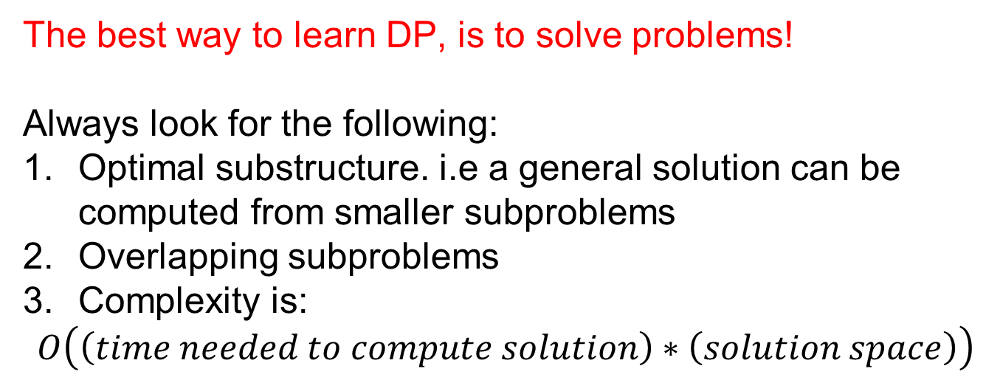 The best way to learn DP, is to solve problems!
Always look for the following:
1. Optimal substructure. i.e a general solution can be
computed from smaller subproblems
2. Overlapping subproblems
3. Complexity is:
O((time needed to compute solution) * (solution space))